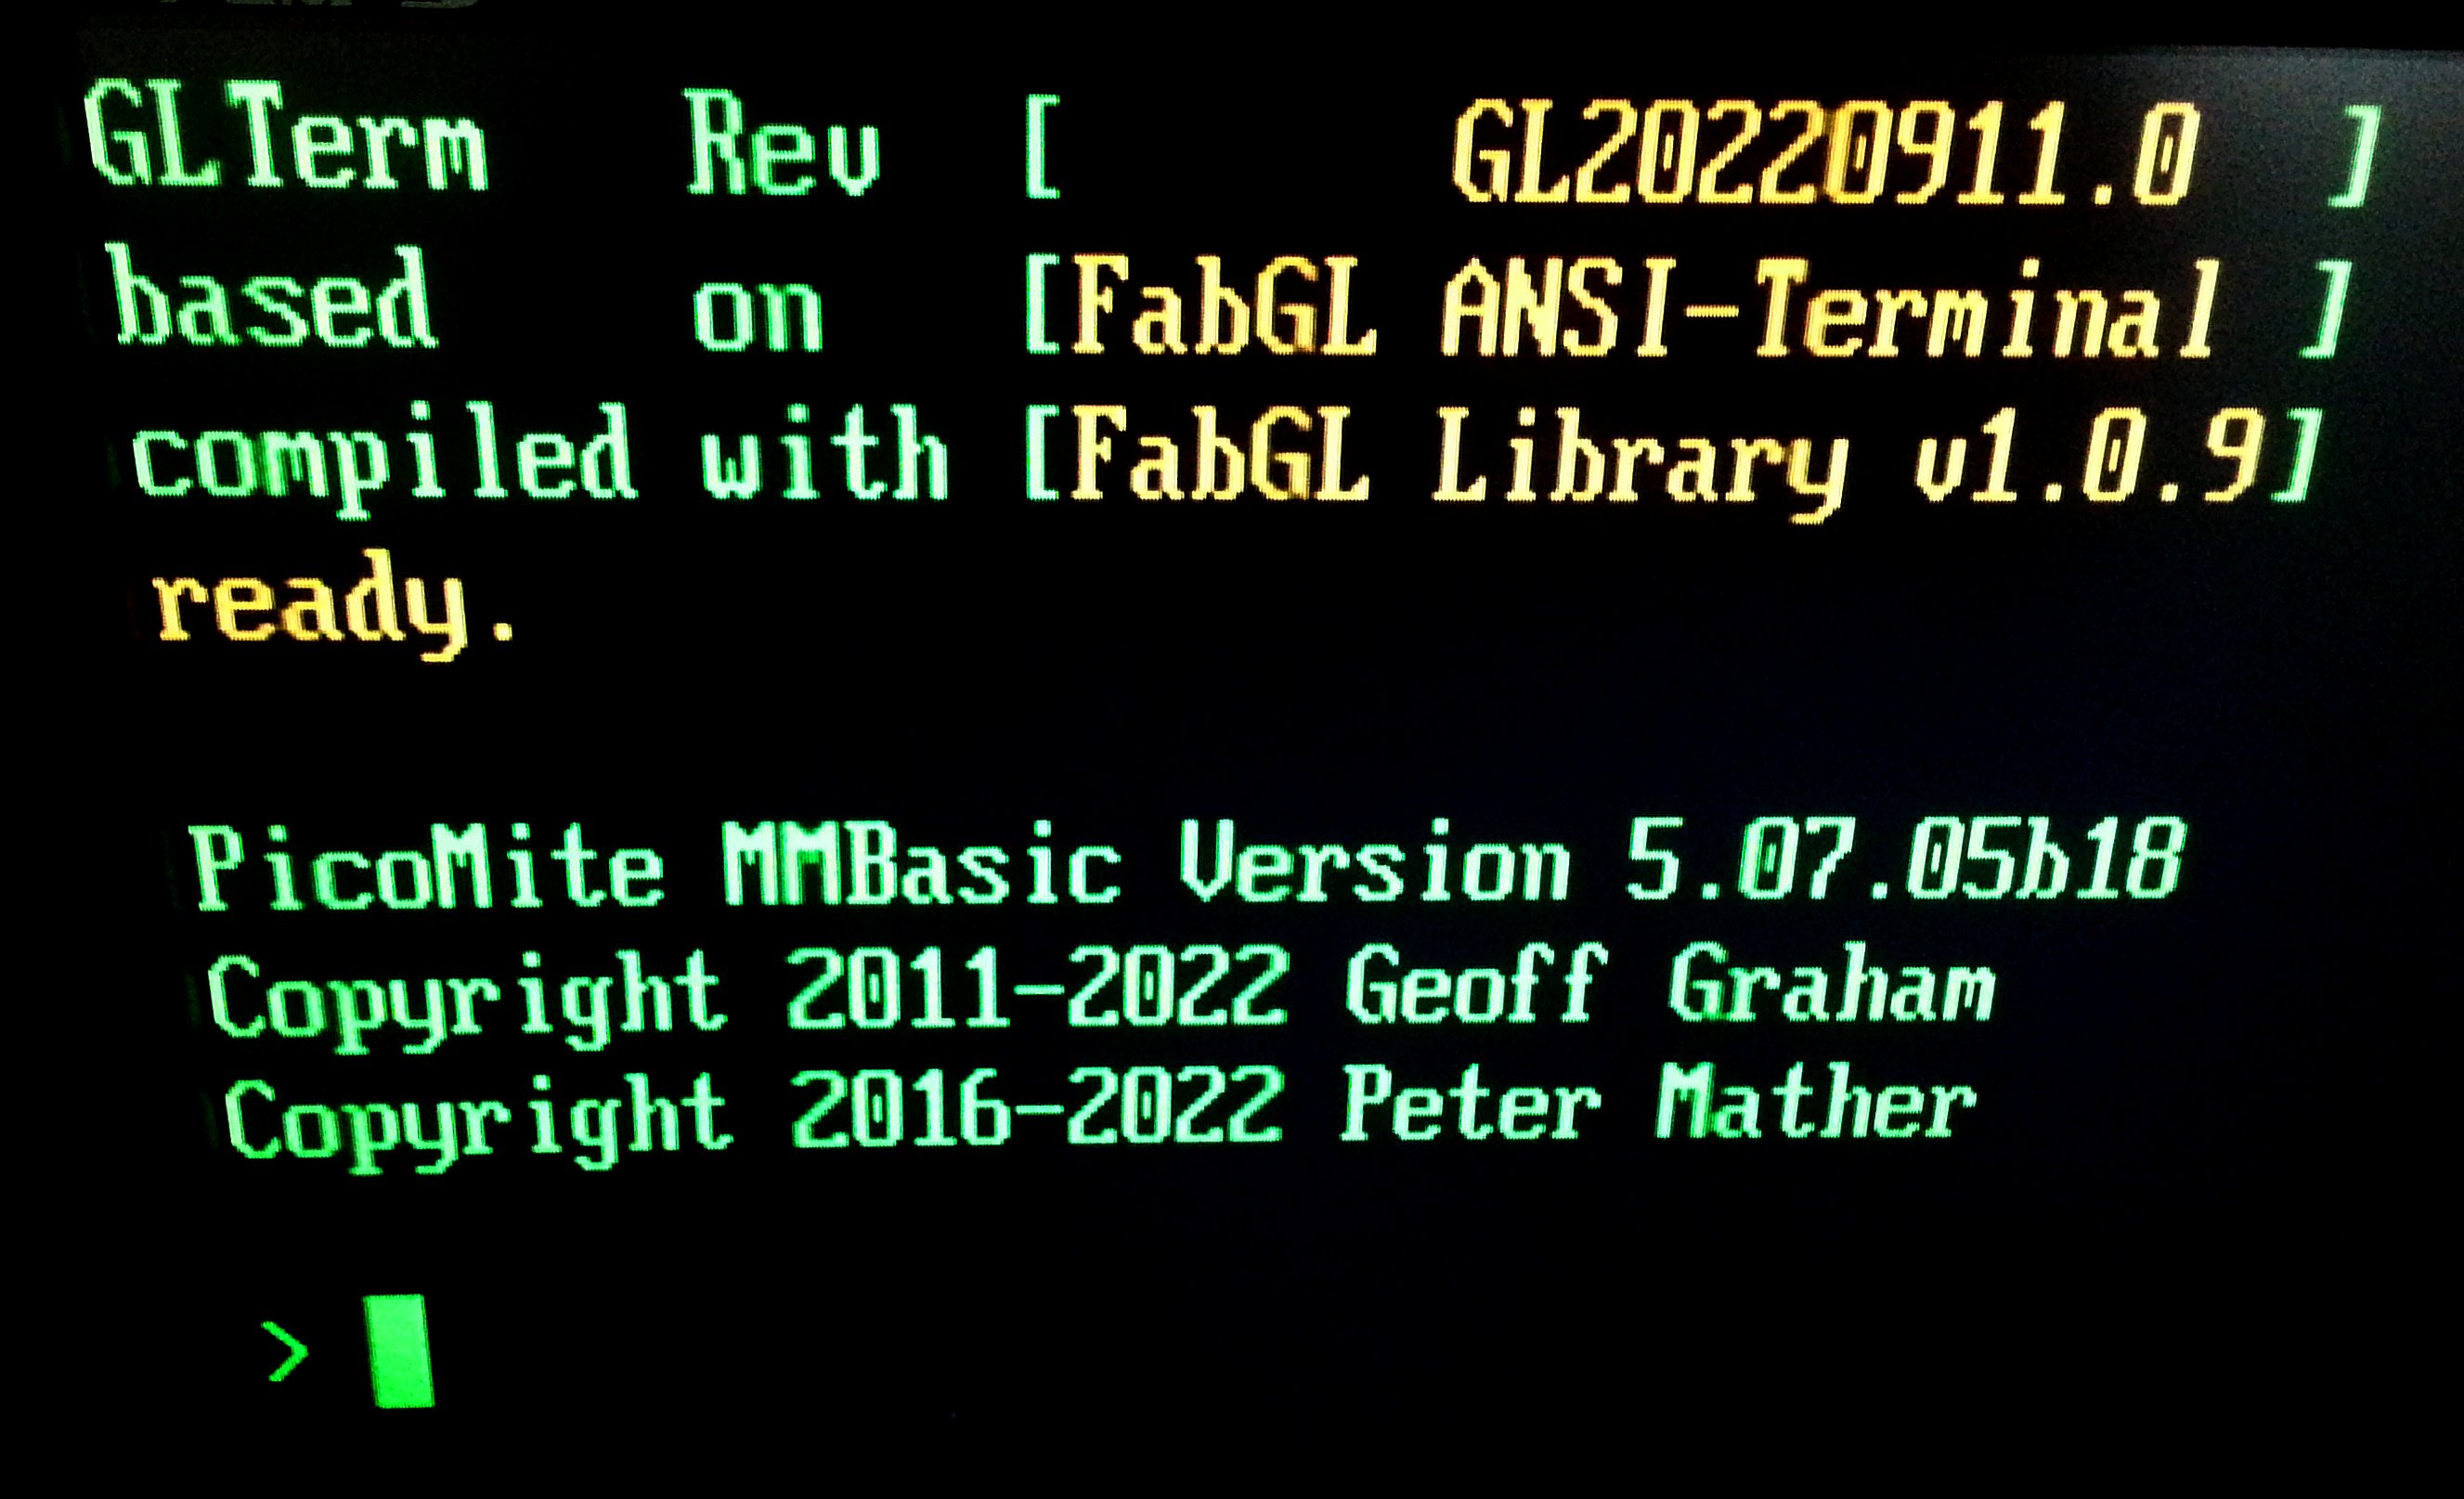 GLTerm   Rev  [      GL20220911.0  ]
based    on   [FabGL ANSI-Terminal ]
compiled with [FabGL Library v1.0.9]
ready.
PicoMite MMBasic Version 5.07.05b18
Copyright 2011-2022 Geoff Graham
Copyright 2016-2022 Peter Mather
>